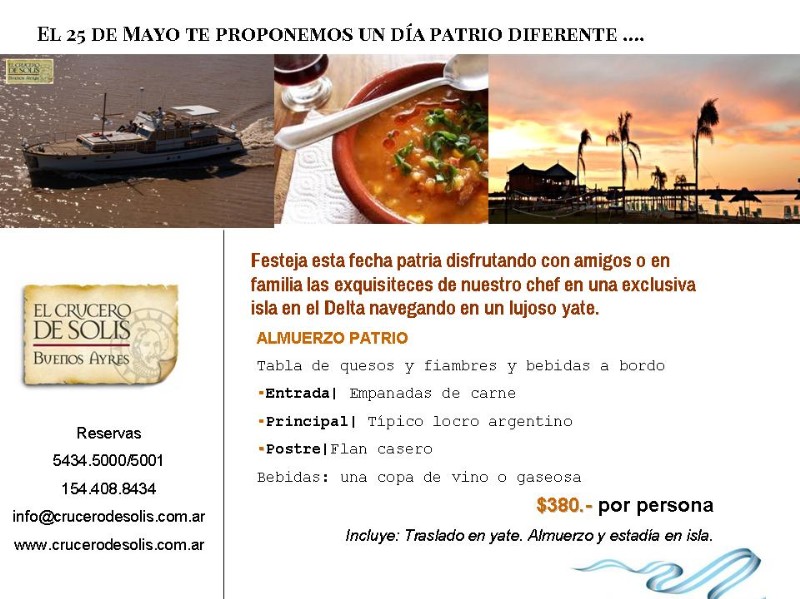 El 25 de Mayo te proponemos un día patrio diferente ....
EL CRUCERO
DE SOLIS
BUENOS AYRES
Festeja esta fecha patria disfrutando con amigos o en
familia las exquisiteces de nuestro chef en una exclusiva
isla en el Delta navegando en un lujoso yate.
ALMUERZO PATRIO
Tabla de quesos y fiambres y bebidas a bordo
▪Entrada| Empanadas de carne
▪Principal| Típico locro argentino
▪Postre|Flan casero
Bebidas: una copa de vino o gaseosa
$380.- por persona
Incluye: Traslado en yate. Almuerzo y estadía en isla.
EL CRUCERO
DE SOLIS
BUENOS AYRES
Reservas
5434.5000/5001
154.408.8434
info@crucerodesolis.com.ar
www.crucerodesolis.com.ar